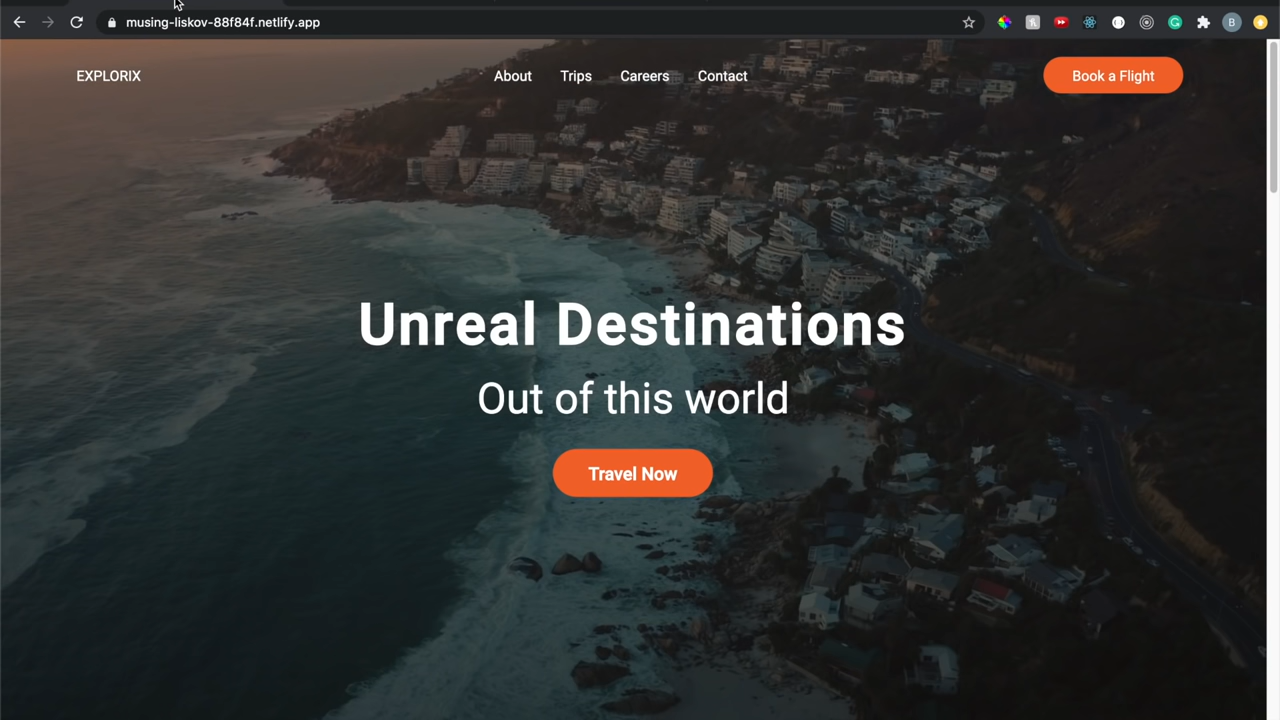 musing-liskov-88f84f.netlify.app
B
EXPLORIX
About Trips Careers Contact
Book a Flight
Unreal Destinations
Out of this world
Travel Now